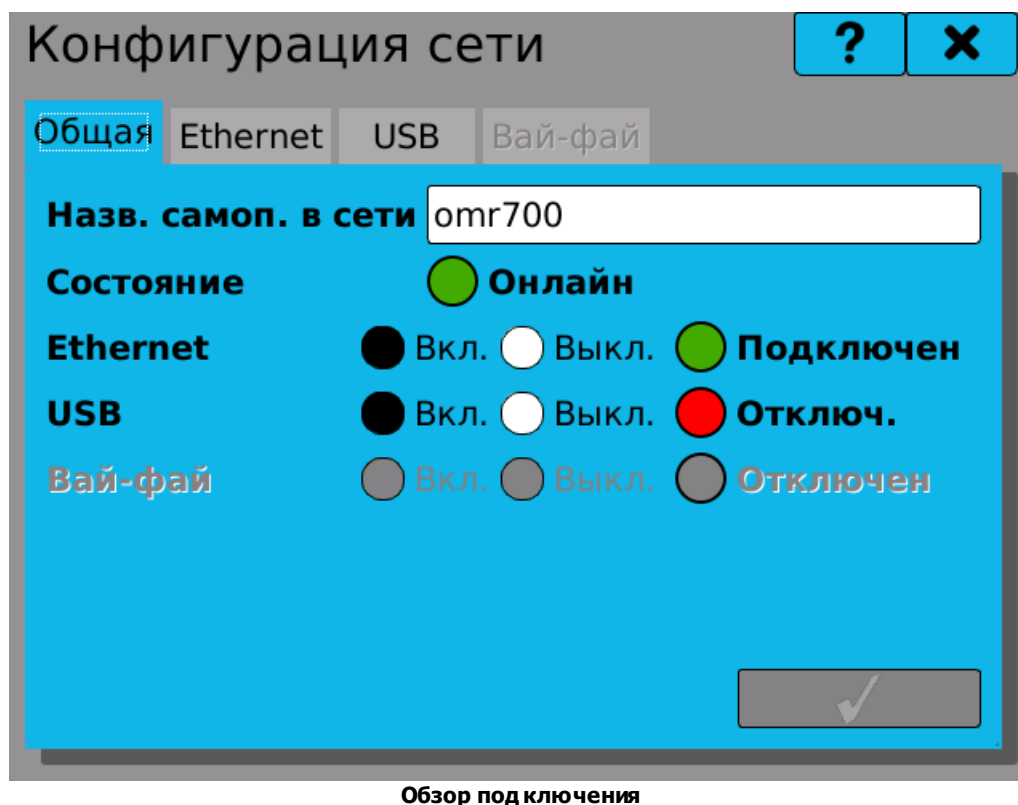 Конфигурация сети ? ✖
Общая Ethernet USB Вай-фай
Назв. самоп. в сети omr700
Состояние Онлайн
Ethernet Вкл. Выкл. Подключен
USB Вкл. Выкл. Отключ.
Вай-фай Вкл. Выкл. Отключен
✓
Обзор подключения